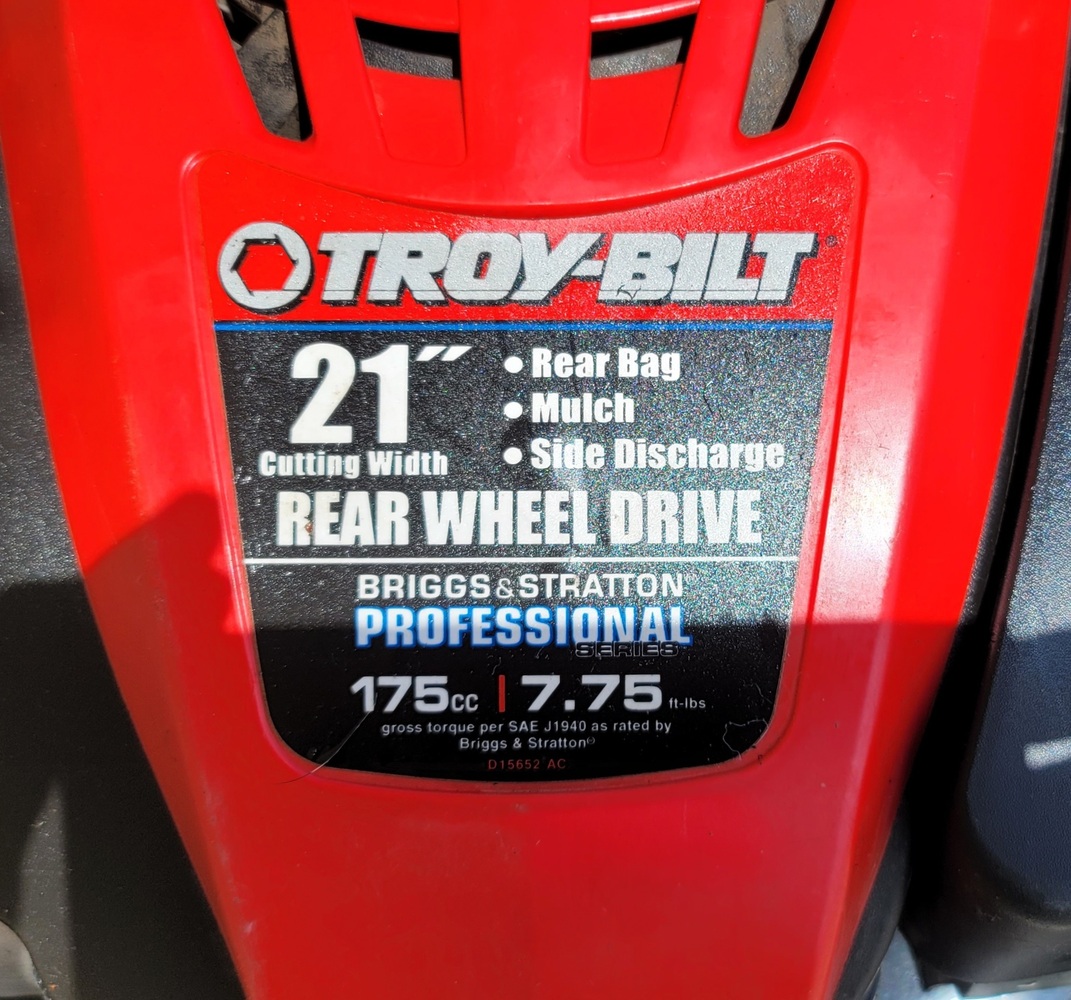 TROY-BILT®
21"
Cutting Width
• Rear Bag
• Mulch
• Side Discharge
REAR WHEEL DRIVE
BRIGGS & STRATTON
PROFESSIONAL
SERIES
175cc | 7.75 ft-lbs
gross torque per SAE J1940 as rated by
Briggs & Stratton®
D15652 AC